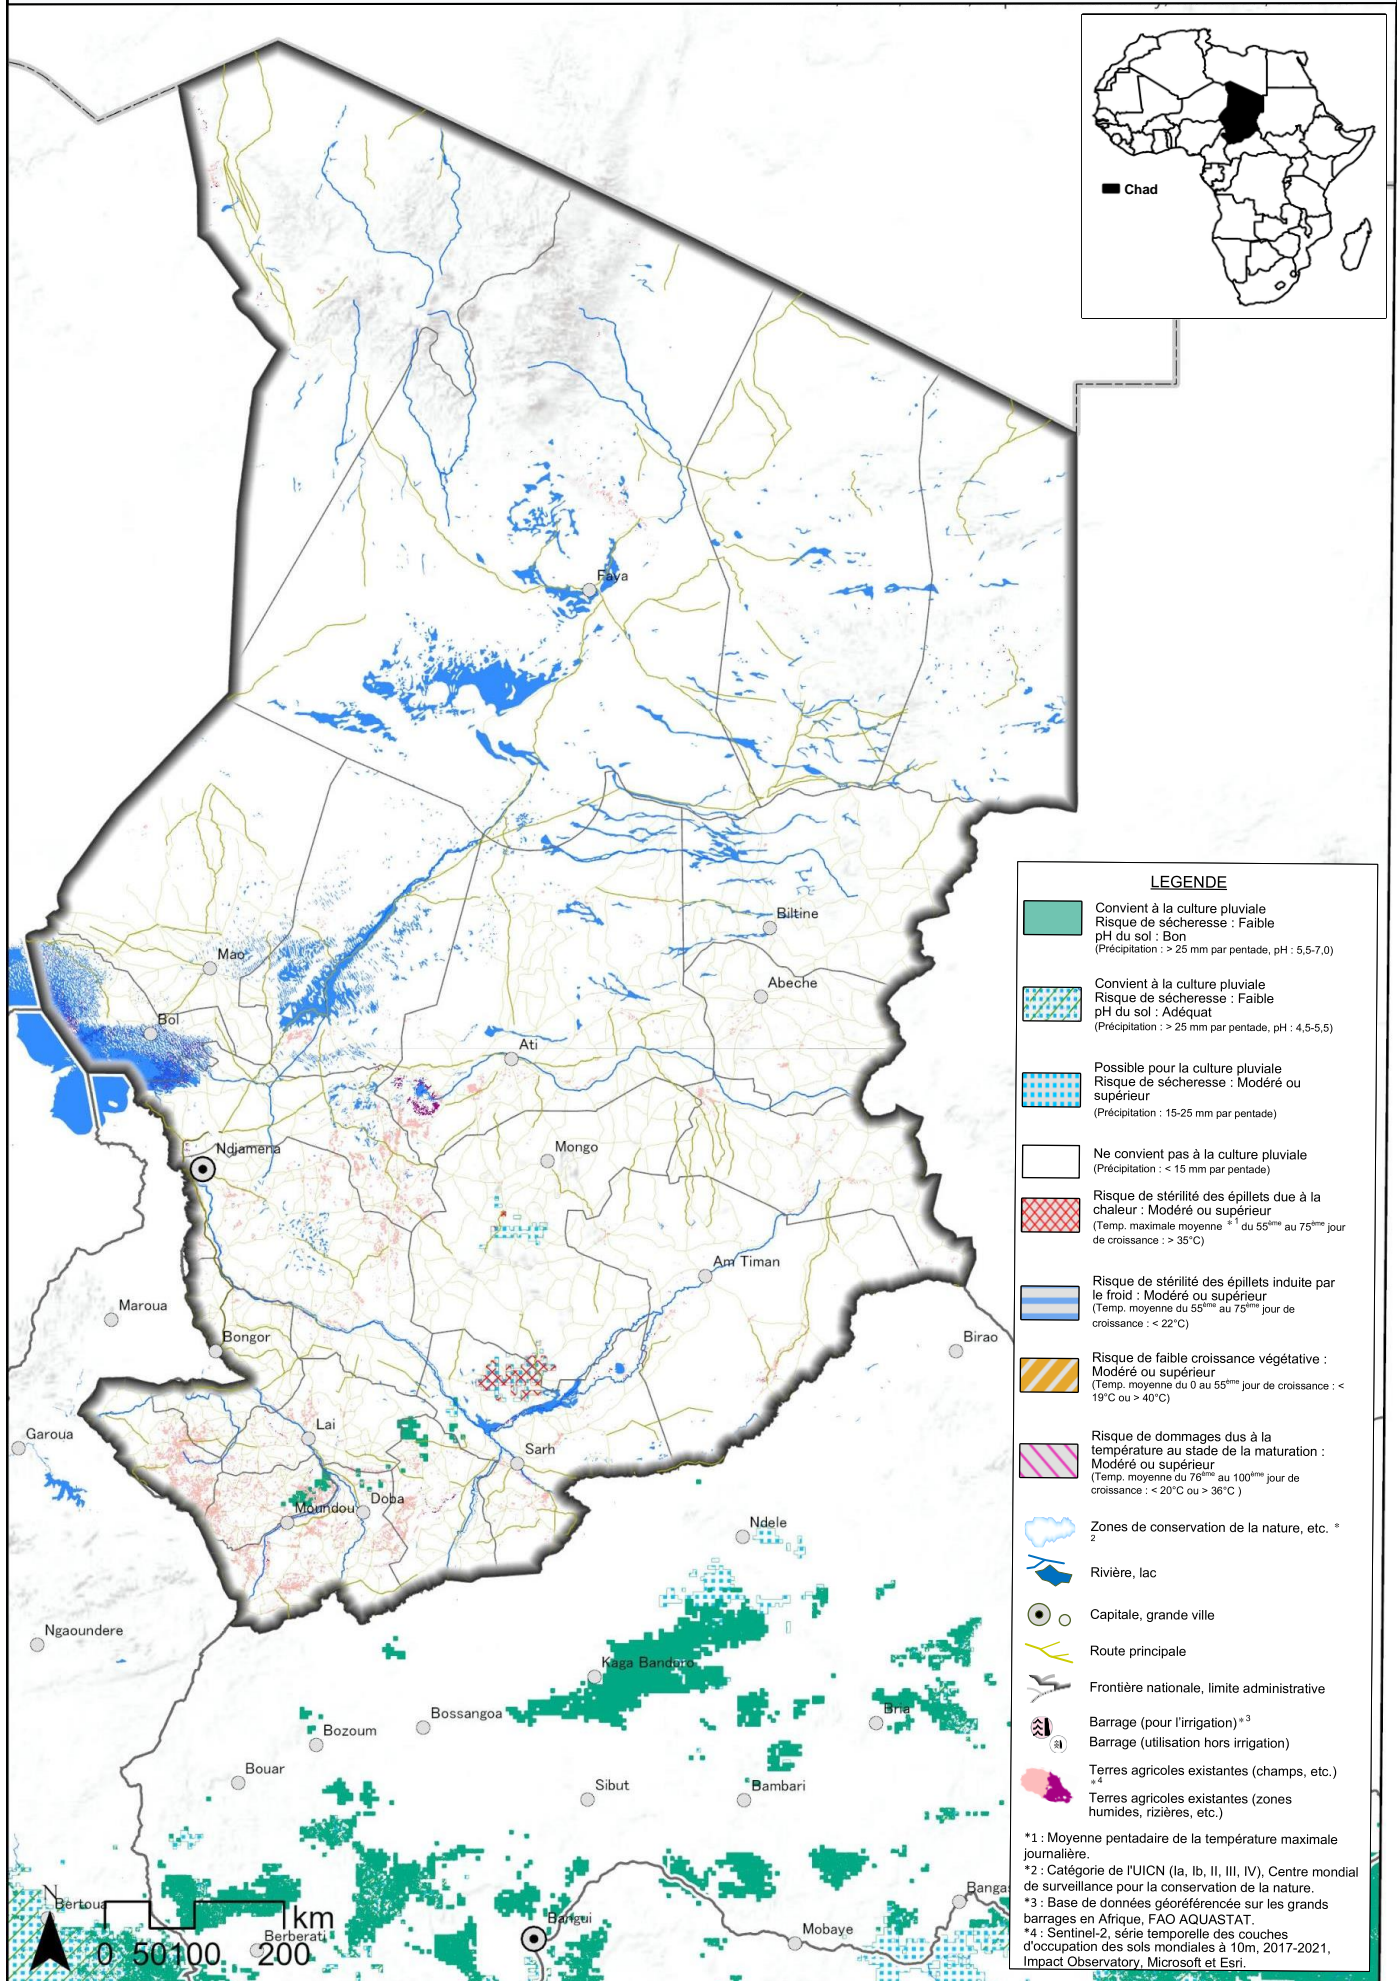 Chad
Faya
Biltine
Mao
Abeche
Bol
Ati
Ndjamena
Mongo
Am Timan
Maroua
Bongor
Birao
Lai
Garoua
Sarh
Doba
Moundou
Ndele
Ngaoundere
Kaga Bandoro
Bossangoa
Bria
Bozoum
Bouar
Sibut
Bambari
Bangas
Bertoua
Bangui
Mobaye
Berberati
N
km
0 50 100 200
LEGENDE
Convient à la culture pluviale
Risque de sécheresse : Faible
pH du sol : Bon
(Précipitation : > 25 mm par pentade, pH : 5,5-7,0)
Convient à la culture pluviale
Risque de sécheresse : Faible
pH du sol : Adéquat
(Précipitation : > 25 mm par pentade, pH : 4,5-5,5)
Possible pour la culture pluviale
Risque de sécheresse : Modéré ou
supérieur
(Précipitation : 15-25 mm par pentade)
Ne convient pas à la culture pluviale
(Précipitation : < 15 mm par pentade)
Risque de stérilité des épillets due à la
chaleur : Modéré ou supérieur
(Temp. maximale moyenne *1 du 55ème au 75ème jour
de croissance : > 35°C)
Risque de stérilité des épillets induite par
le froid : Modéré ou supérieur
(Temp. moyenne du 55ème au 75ème jour de
croissance : < 22°C)
Risque de faible croissance végétative :
Modéré ou supérieur
(Temp. moyenne du 0 au 55ème jour de croissance : <
19°C ou > 40°C)
Risque de dommages dus à la
température au stade de la maturation :
Modéré ou supérieur
(Temp. moyenne du 76ème au 100ème jour de
croissance : < 20°C ou > 36°C )
Zones de conservation de la nature, etc. *
2
Rivière, lac
Capitale, grande ville
Route principale
Frontière nationale, limite administrative
Barrage (pour l'irrigation)*3
Barrage (utilisation hors irrigation)
Terres agricoles existantes (champs, etc.)
*4
Terres agricoles existantes (zones
humides, rizières, etc.)
*1 : Moyenne pentadaire de la température maximale
journalière.
*2 : Catégorie de l'UICN (Ia, Ib, II, III, IV), Centre mondial
de surveillance pour la conservation de la nature.
*3 : Base de données géoréférencée sur les grands
barrages en Afrique, FAO AQUASTAT.
*4 : Sentinel-2, série temporelle des couches
d'occupation des sols mondiales à 10m, 2017-2021,
Impact Observatory, Microsoft et Esri.